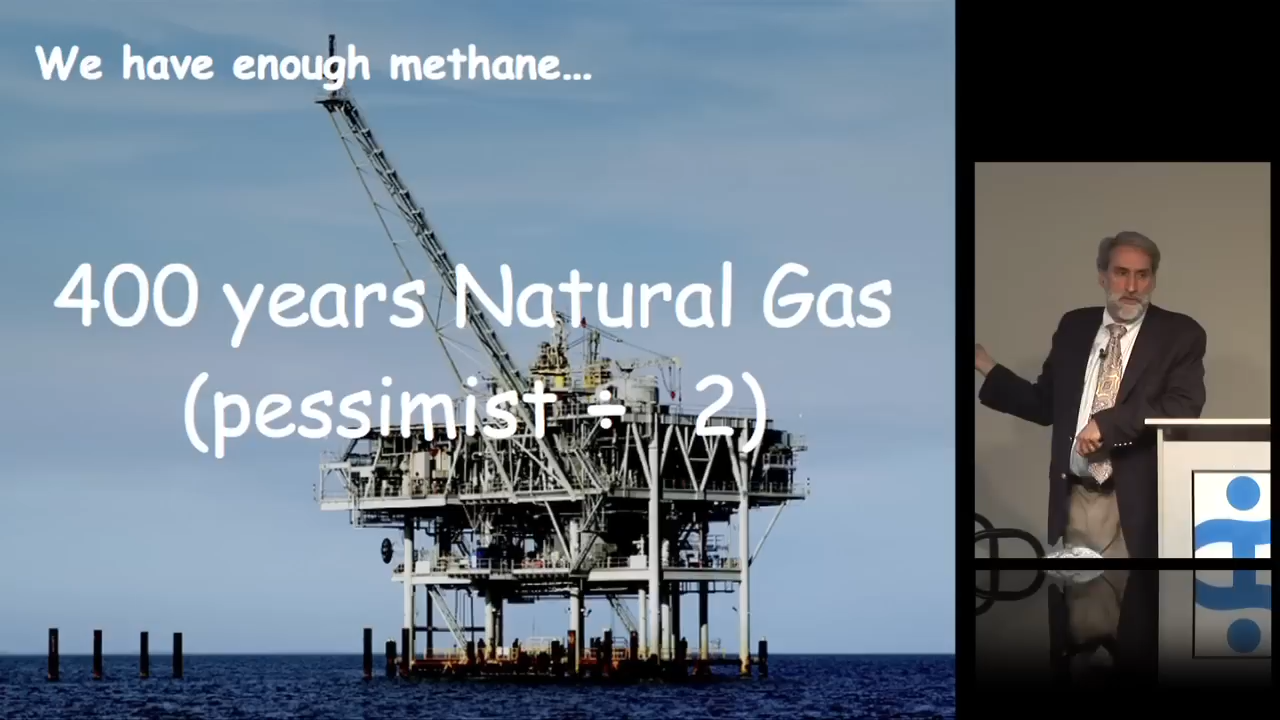 We have enough methane...
400 years Natural Gas
(pessimist ÷ 2)